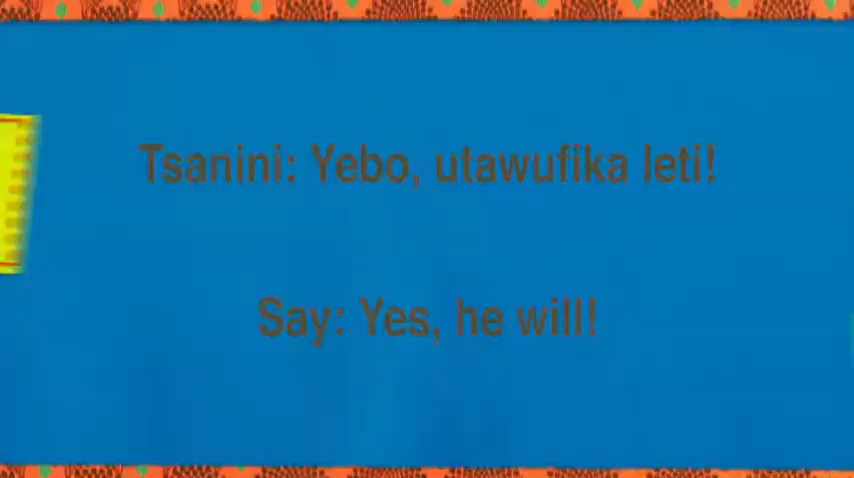 Tsanini: Yebo, utawufika leti!
Say: Yes, he will!